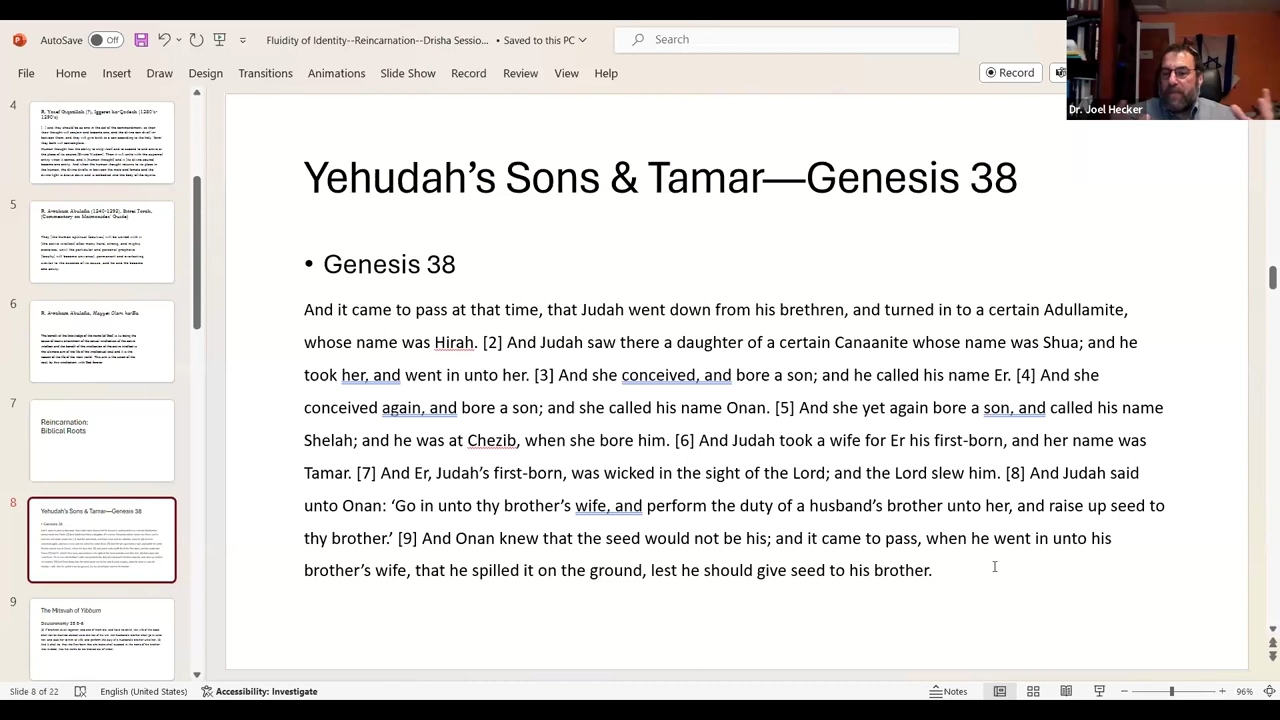 AutoSave Off Fluidity of Identity--Reincarnation--Drisha Sessio... • Saved to this PC Search
File Home Insert Draw Design Transitions Animations Slide Show Record Review View Help Record
Dr. Joel Hecker
4
5
6
R. Avraham Abulafia,
7
Reincarnation:
Biblical Roots
8
Yehudah's Sons & Tamar—Genesis 38
• Genesis 38
9
The Mitsvah of Yibbum
Deuteronomy 25:5-6
Yehudah’s Sons & Tamar—Genesis 38
• Genesis 38
And it came to pass at that time, that Judah went down from his brethren, and turned in to a certain Adullamite,
whose name was Hirah. [2] And Judah saw there a daughter of a certain Canaanite whose name was Shua; and he
took her, and went in unto her. [3] And she conceived, and bore a son; and he called his name Er. [4] And she
conceived again, and bore a son; and she called his name Onan. [5] And she yet again bore a son, and called his name
Shelah; and he was at Chezib, when she bore him. [6] And Judah took a wife for Er his first-born, and her name was
Tamar. [7] And Er, Judah’s first-born, was wicked in the sight of the Lord; and the Lord slew him. [8] And Judah said
unto Onan: ‘Go in unto thy brother’s wife, and perform the duty of a husband’s brother unto her, and raise up seed to
thy brother.’ [9] And Onan knew that the seed would not be his; and it came to pass, when he went in unto his
brother’s wife, that he spilled it on the ground, lest he should give seed to his brother.
Slide 8 of 22 English (United States) Accessibility: Investigate Notes 96%